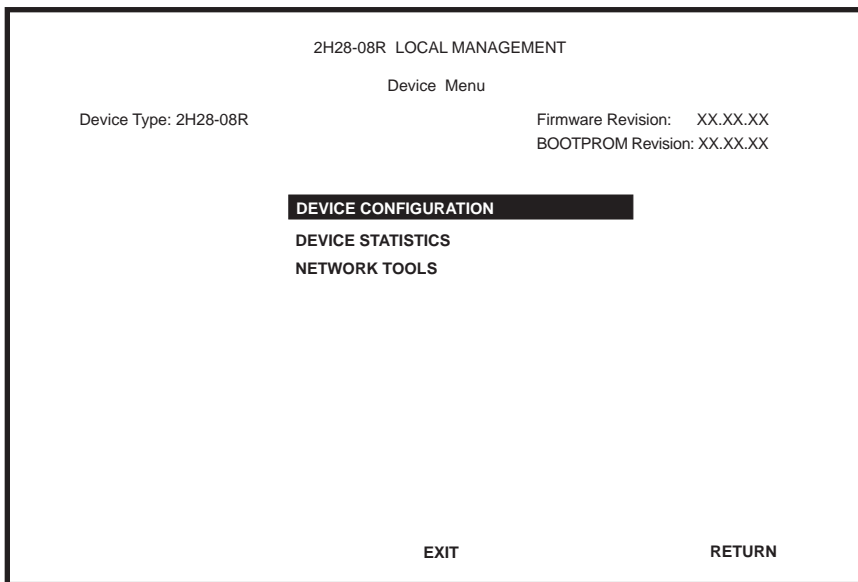 2H28-08R LOCAL MANAGEMENT
Device Menu
Device Type: 2H28-08R Firmware Revision: XX.XX.XX
BOOTPROM Revision: XX.XX.XX
DEVICE CONFIGURATION
DEVICE STATISTICS
NETWORK TOOLS
EXIT RETURN